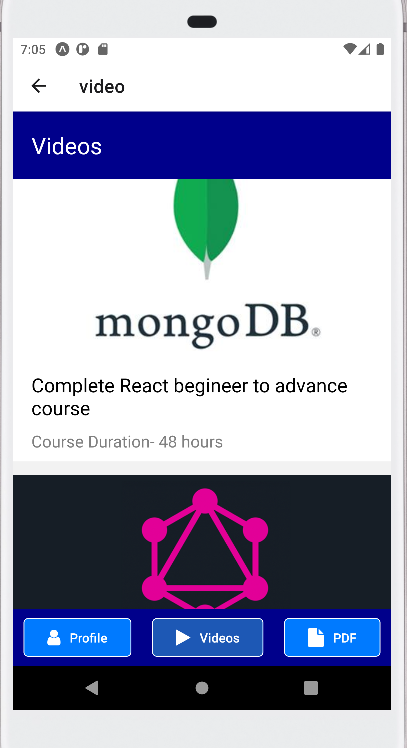 7:05
video
Videos
mongoDB®
Complete React begineer to advance
course
Course Duration- 48 hours
Profile
Videos
PDF